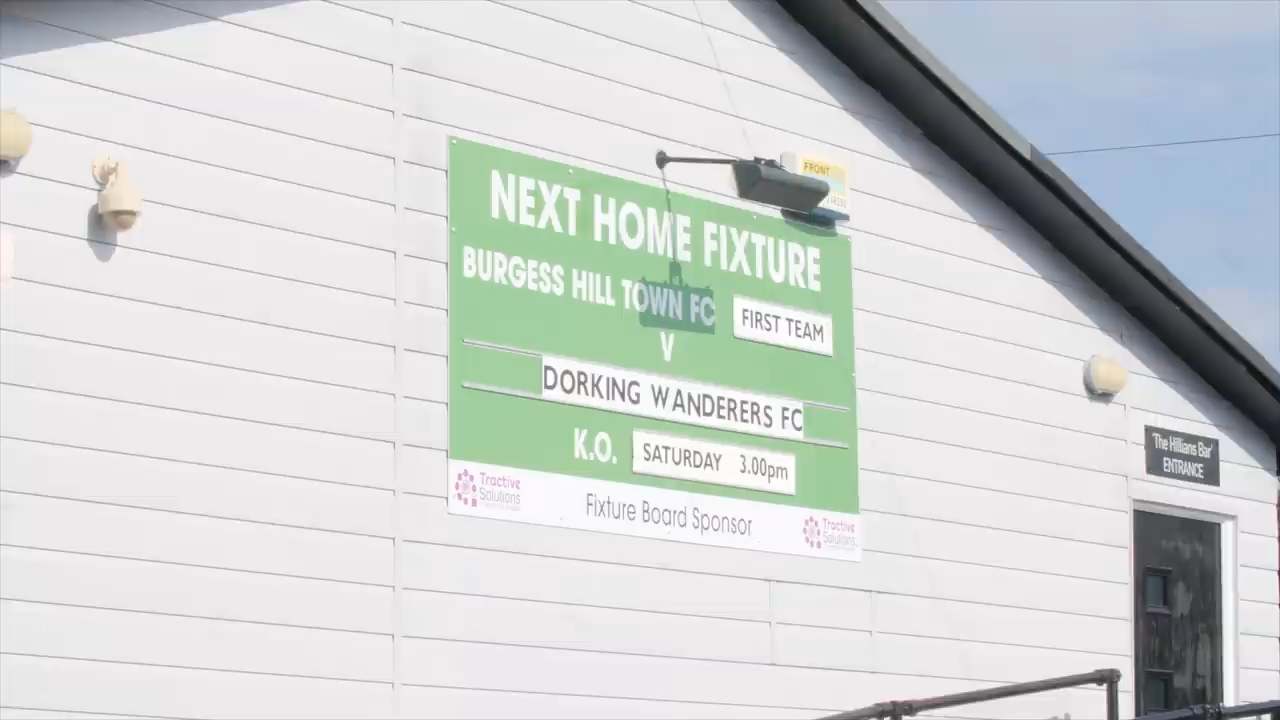 FRONT
NEXT HOME FIXTURE
BURGESS HILL TOWN FC
FIRST TEAM
V
DORKING WANDERERS FC
K.O. SATURDAY 3.00pm
Tractive Solutions
Fixture Board Sponsor
Tractive Solutions
'The Hillians Bar'
ENTRANCE